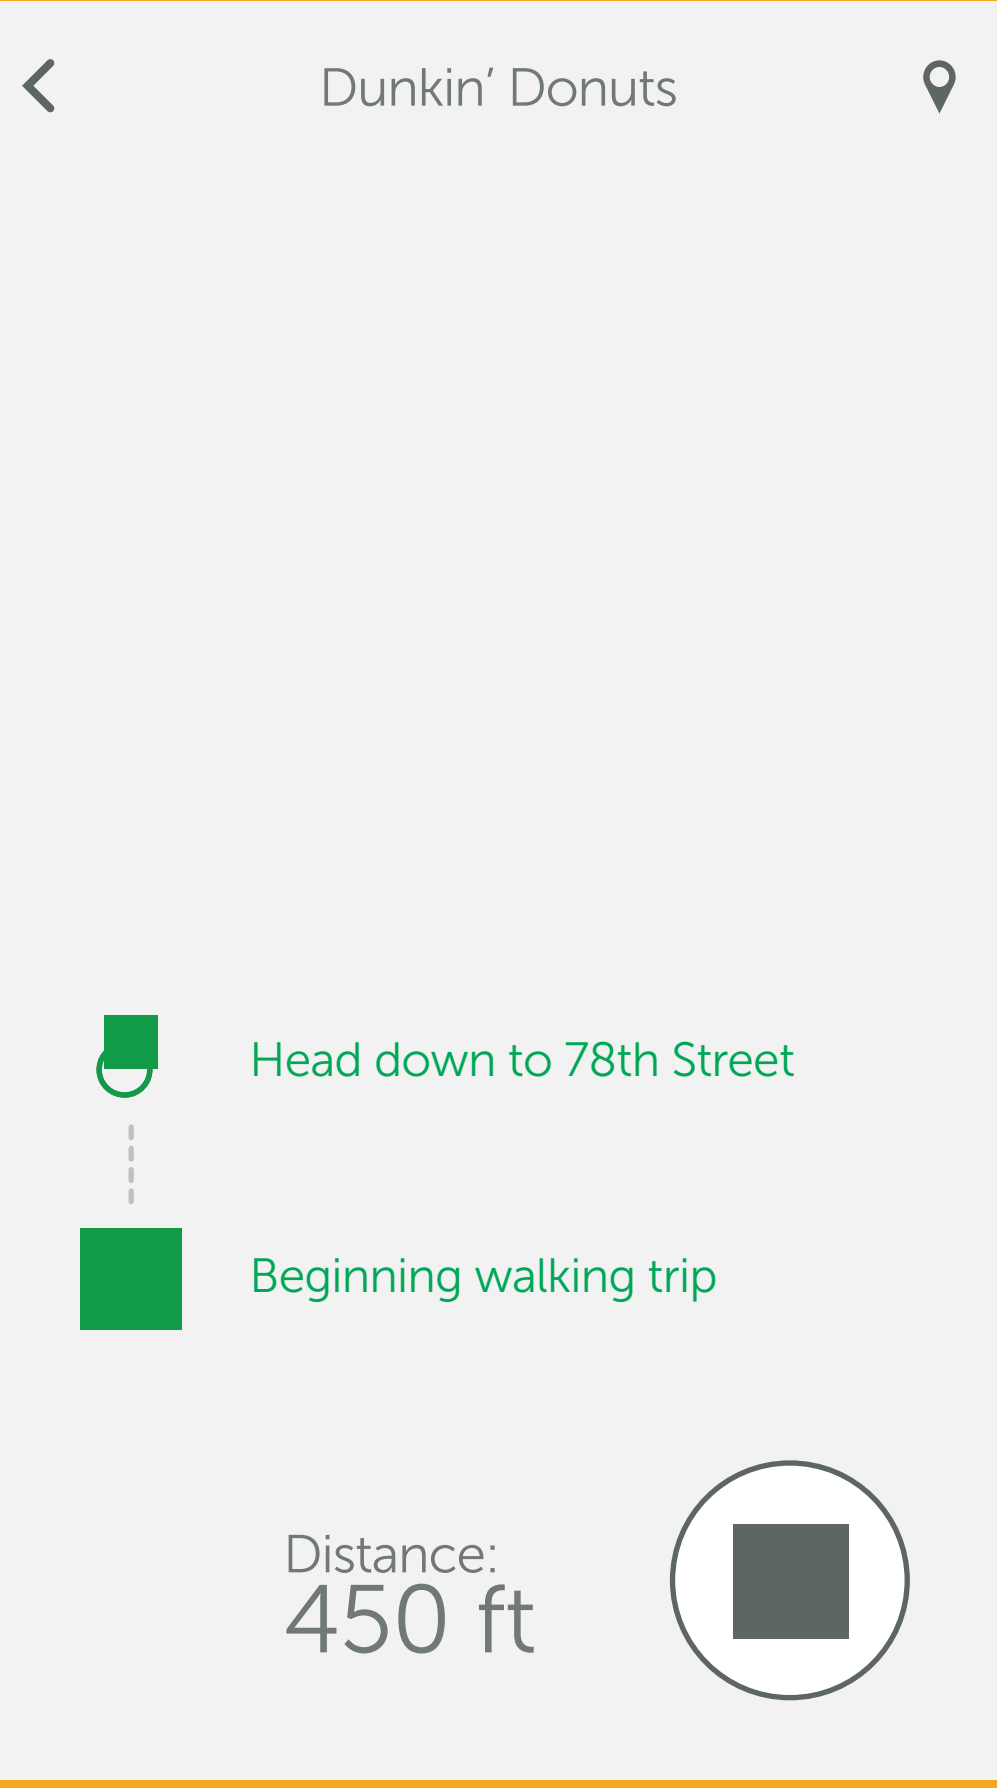 Dunkin’ Donuts
Head down to 78th Street
Beginning walking trip
Distance:
450 ft